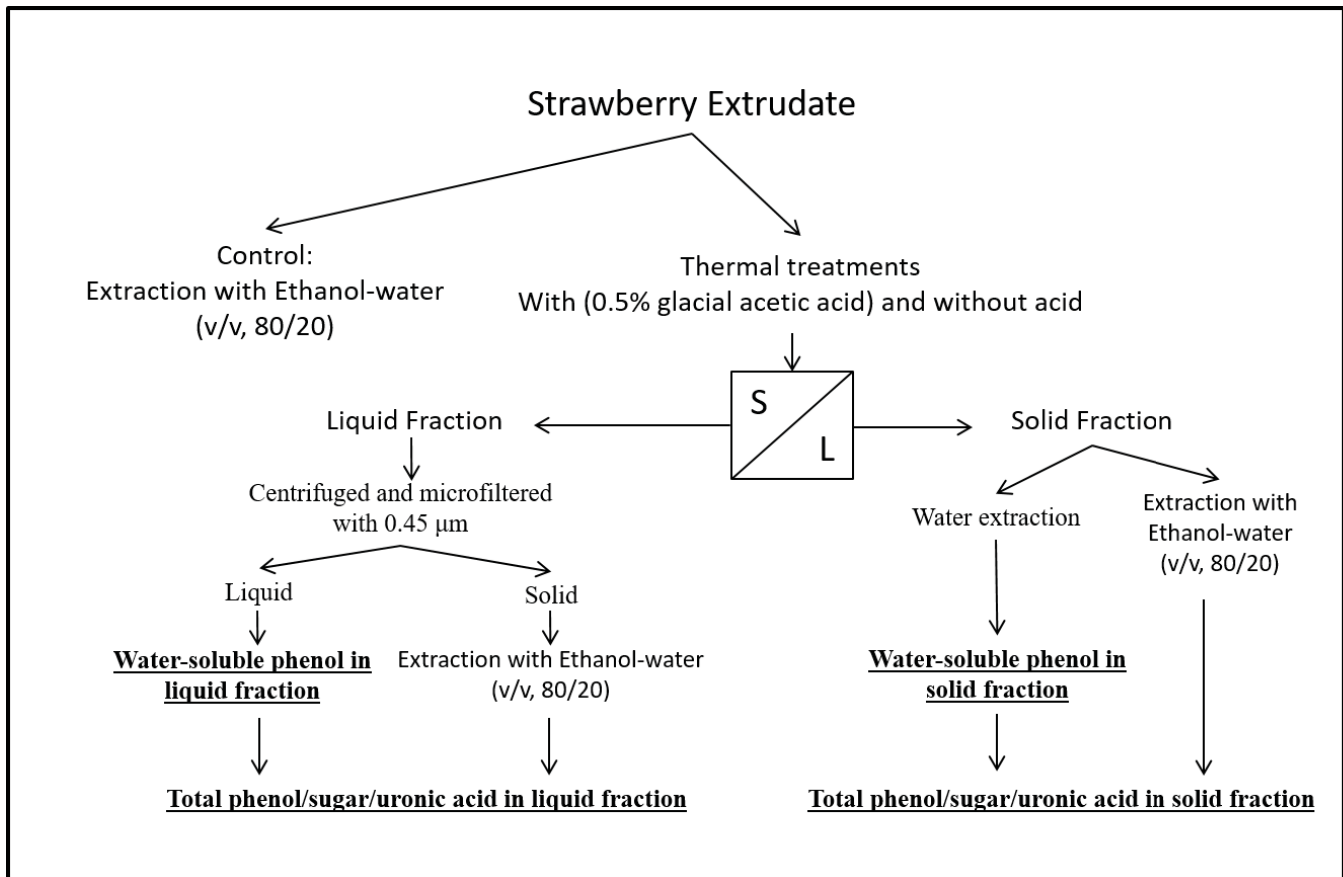 Strawberry Extrudate
Control:
Extraction with Ethanol-water
(v/v, 80/20)
Thermal treatments
With (0.5% glacial acetic acid) and without acid
S
L
Liquid Fraction
Solid Fraction
Centrifuged and microfiltered
with 0.45 μm
Water extraction
Extraction with
Ethanol-water
(v/v, 80/20)
Liquid
Solid
Water-soluble phenol in
liquid fraction
Extraction with Ethanol-water
(v/v, 80/20)
Water-soluble phenol in
solid fraction
Total phenol/sugar/uronic acid in liquid fraction
Total phenol/sugar/uronic acid in solid fraction